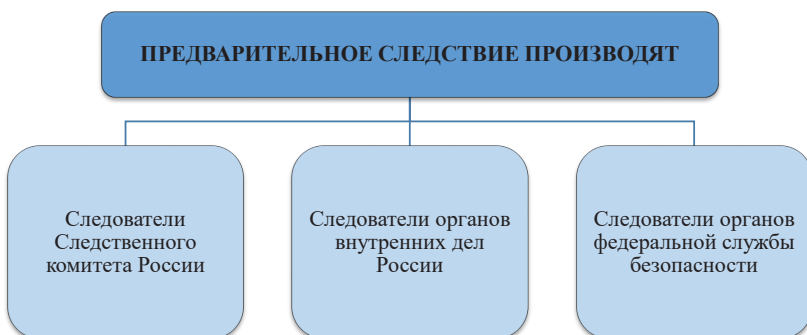 ПРЕДВАРИТЕЛЬНОЕ СЛЕДСТВИЕ ПРОИЗВОДЯТ
Следователи
Следственного
комитета России
Следователи органов
внутренних дел
России
Следователи органов
федеральной службы
безопасности